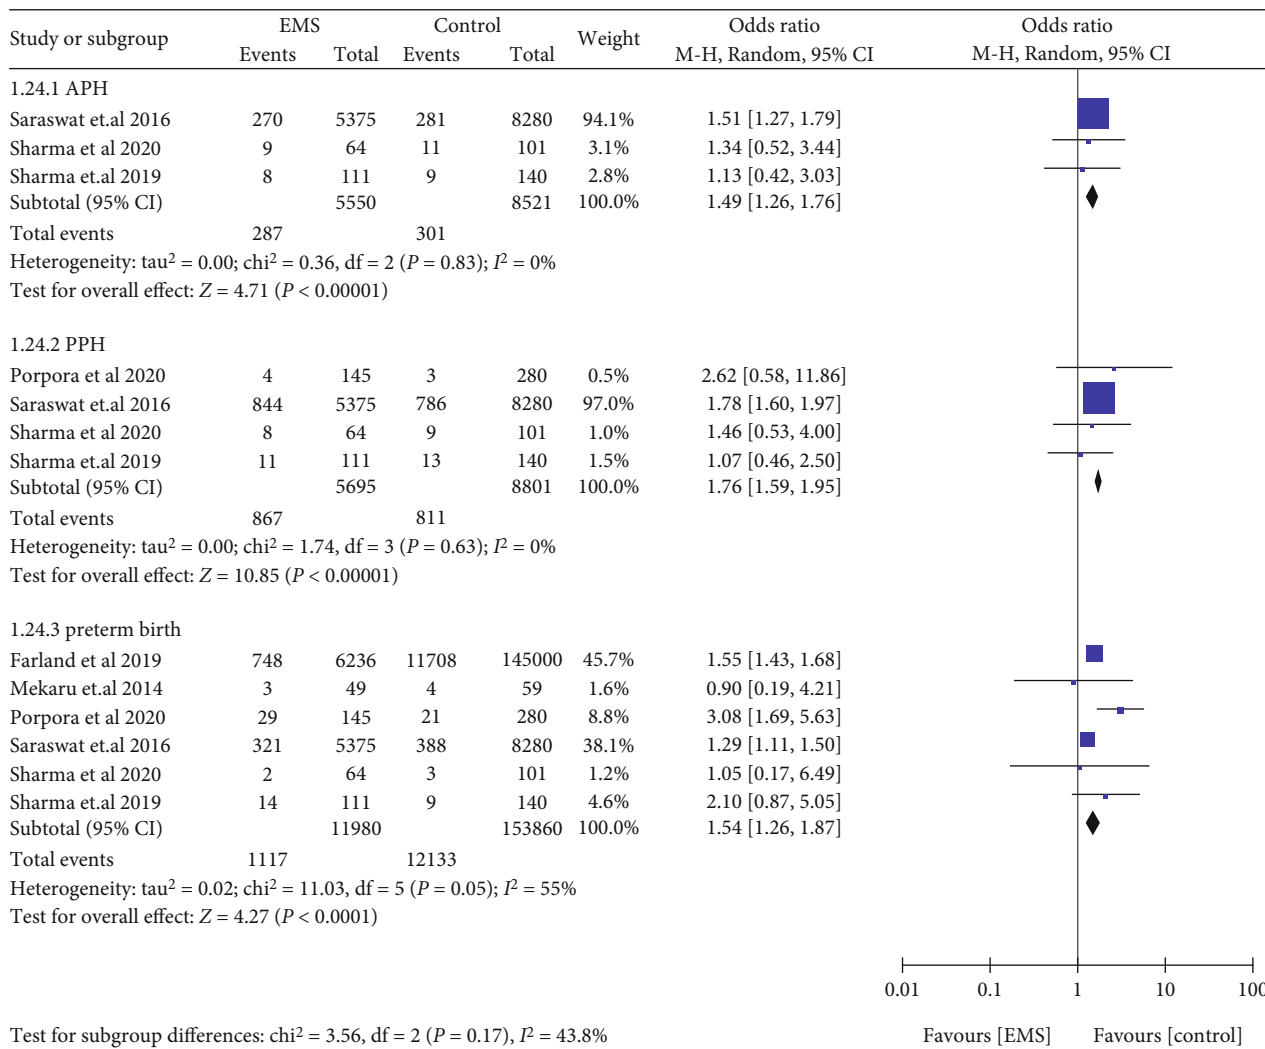 Study or subgroup EMS Control Weight Odds ratio Odds ratio
Events Total Events Total M-H, Random, 95% CI M-H, Random, 95% CI
1.24.1 APH
Saraswat et.al 2016 270 5375 281 8280 94.1% 1.51 [1.27, 1.79]
Sharma et al 2020 9 64 11 101 3.1% 1.34 [0.52, 3.44]
Sharma et.al 2019 8 111 9 140 2.8% 1.13 [0.42, 3.03]
Subtotal (95% CI) 5550 8521 100.0% 1.49 [1.26, 1.76]
Total events 287 301
Heterogeneity: tau² = 0.00; chi² = 0.36, df = 2 (P = 0.83); I² = 0%
Test for overall effect: Z = 4.71 (P < 0.00001)
1.24.2 PPH
Porpora et al 2020 4 145 3 280 0.5% 2.62 [0.58, 11.86]
Saraswat et.al 2016 844 5375 786 8280 97.0% 1.78 [1.60, 1.97]
Sharma et al 2020 8 64 9 101 1.0% 1.46 [0.53, 4.00]
Sharma et.al 2019 11 111 13 140 1.5% 1.07 [0.46, 2.50]
Subtotal (95% CI) 5695 8801 100.0% 1.76 [1.59, 1.95]
Total events 867 811
Heterogeneity: tau² = 0.00; chi² = 1.74, df = 3 (P = 0.63); I² = 0%
Test for overall effect: Z = 10.85 (P < 0.00001)
1.24.3 preterm birth
Farland et al 2019 748 6236 11708 145000 45.7% 1.55 [1.43, 1.68]
Mekaru et.al 2014 3 49 4 59 1.6% 0.90 [0.19, 4.21]
Porpora et al 2020 29 145 21 280 8.8% 3.08 [1.69, 5.63]
Saraswat et.al 2016 321 5375 388 8280 38.1% 1.29 [1.11, 1.50]
Sharma et al 2020 2 64 3 101 1.2% 1.05 [0.17, 6.49]
Sharma et.al 2019 14 111 9 140 4.6% 2.10 [0.87, 5.05]
Subtotal (95% CI) 11980 153860 100.0% 1.54 [1.26, 1.87]
Total events 1117 12133
Heterogeneity: tau² = 0.02; chi² = 11.03, df = 5 (P = 0.05); I² = 55%
Test for overall effect: Z = 4.27 (P < 0.0001)
0.01 0.1 1 10 100
Test for subgroup differences: chi² = 3.56, df = 2 (P = 0.17), I² = 43.8% Favours [EMS] Favours [control]